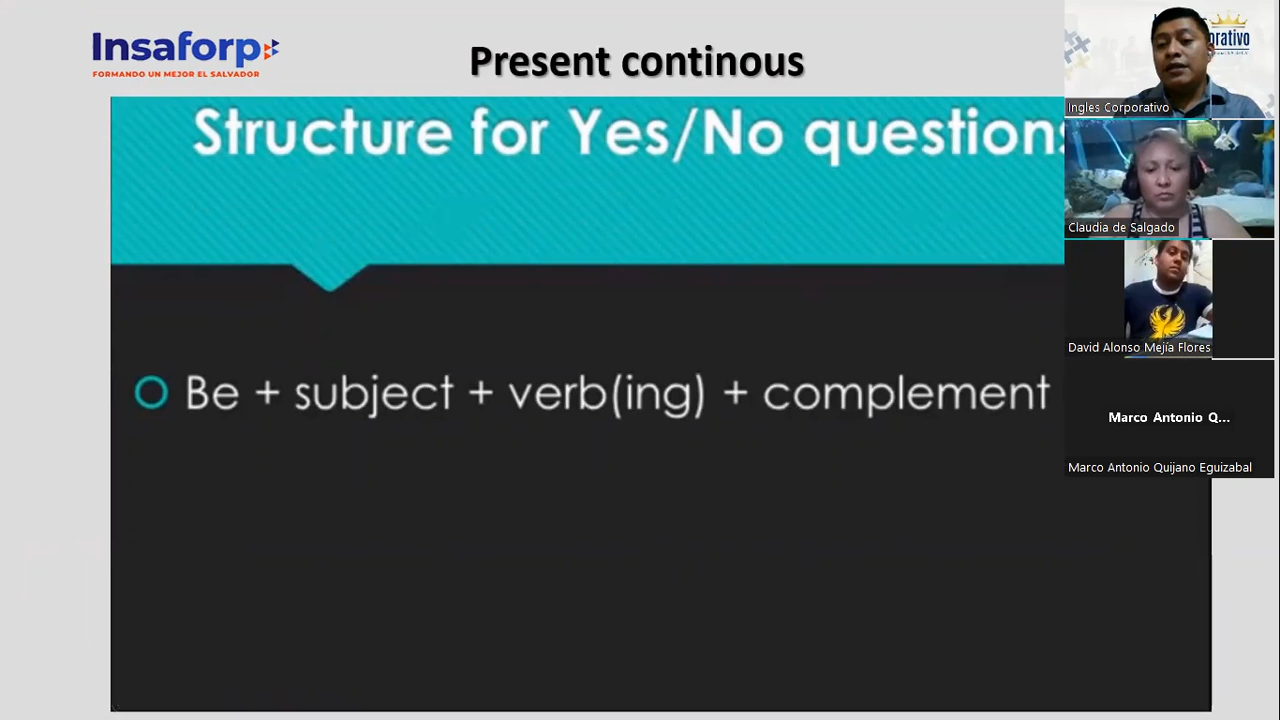 Insaforp
FORMANDO UN MEJOR EL SALVADOR
Present continous
Structure for Yes/No questions
Be + subject + verb(ing) + complement
Ingles Corporativo
Claudia de Salgado
David Alonso Mejía Flores
Marco Antonio Q...
Marco Antonio Quijano Eguizabal